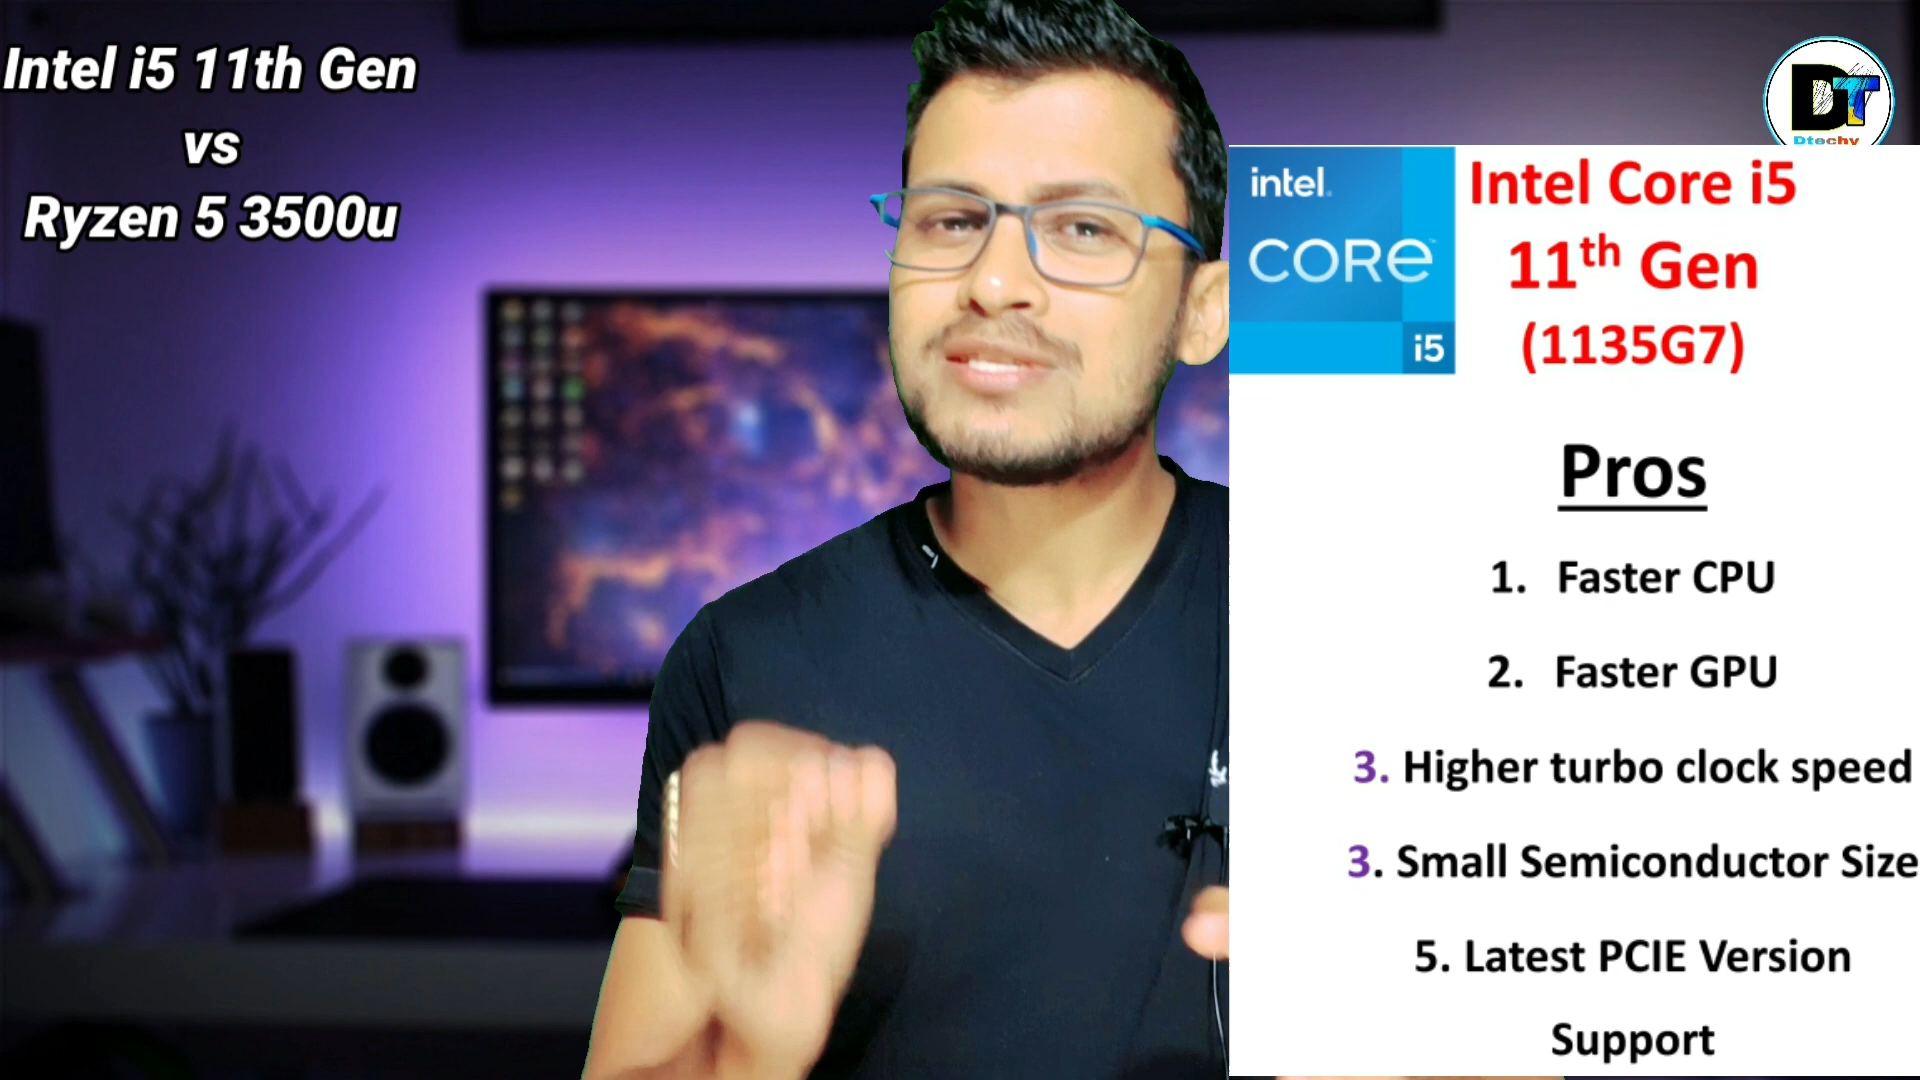 Intel i5 11th Gen
vs
Ryzen 5 3500u
DT
Dtechy
intel.
CORe™
i5
Intel Core i5
11th Gen
(1135G7)
Pros
1. Faster CPU
2. Faster GPU
3. Higher turbo clock speed
3. Small Semiconductor Size
5. Latest PCIE Version
Support